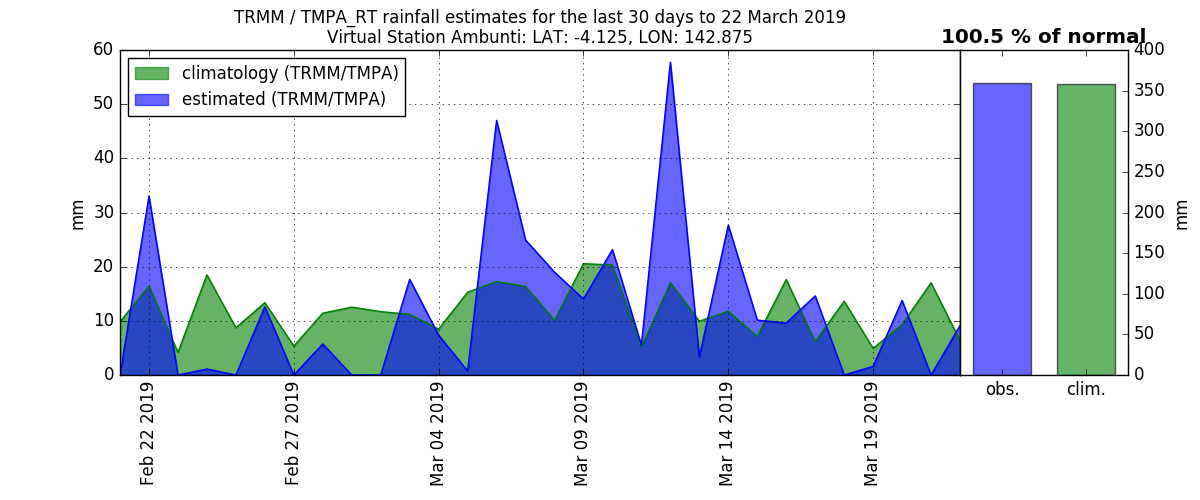 TRMM / TMPA_RT rainfall estimates for the last 30 days to 22 March 2019
Virtual Station Ambunti: LAT: -4.125, LON: 142.875
100.5 % of normal
climatology (TRMM/TMPA)
estimated (TRMM/TMPA)
60
50
40
30
20
10
0
mm
400
350
300
250
200
150
100
50
0
mm
obs.
clim.
Feb 22 2019
Feb 27 2019
Mar 04 2019
Mar 09 2019
Mar 14 2019
Mar 19 2019